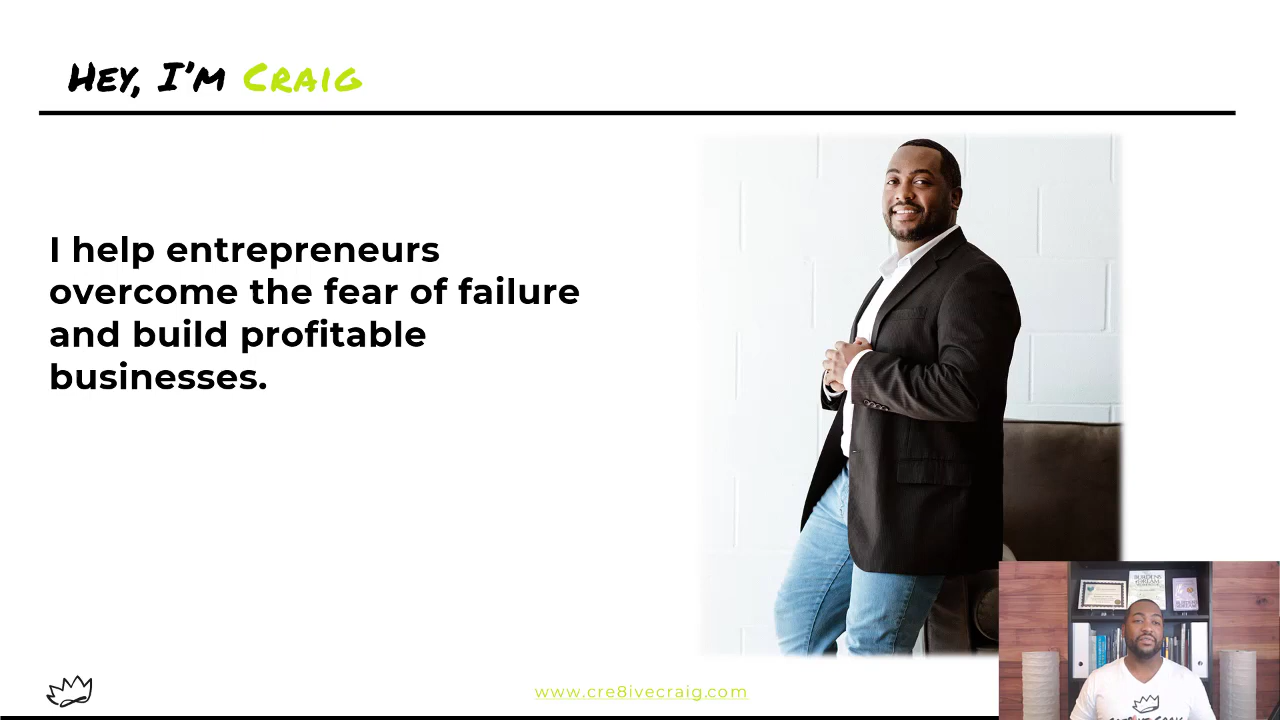 Hey, I'm Craig
I help entrepreneurs
overcome the fear of failure
and build profitable
businesses.
www.cre8ivecraig.com